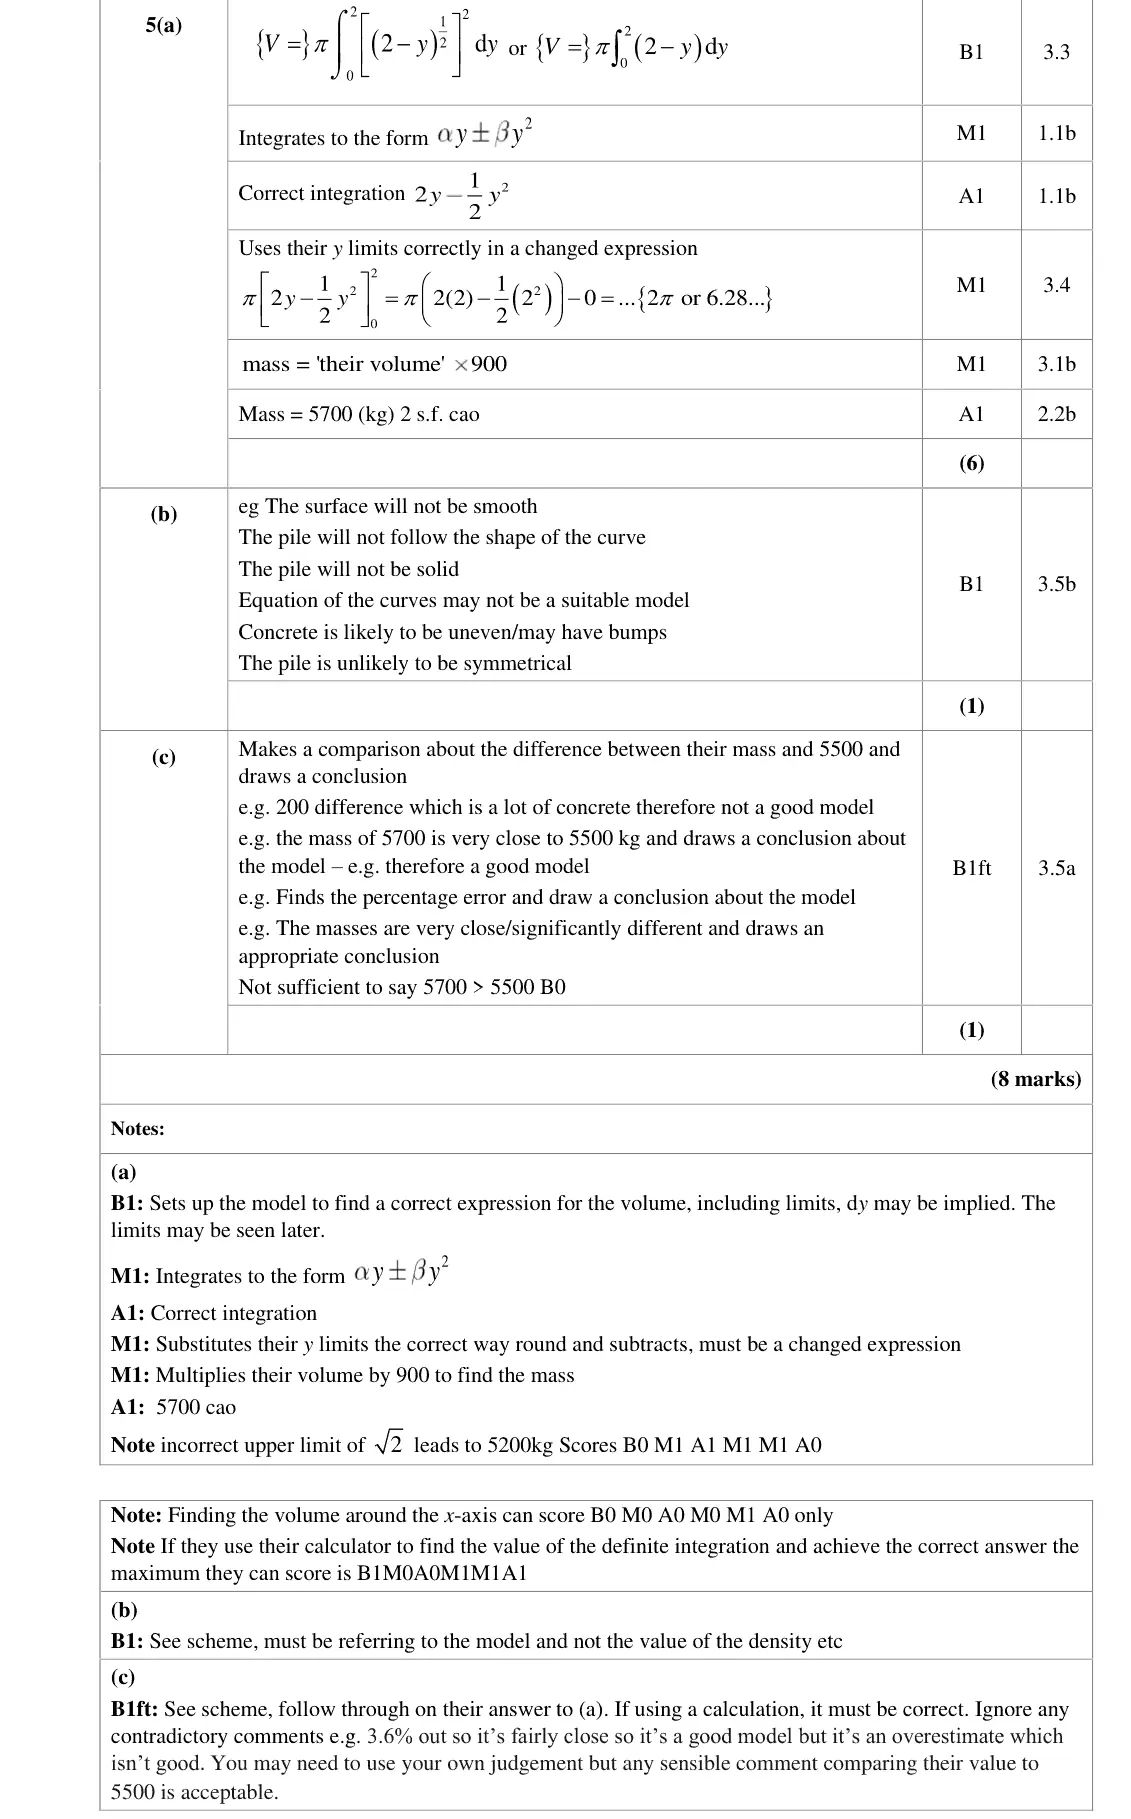 5(a)
{V =} π ∫₀² [(2 − y)^(1/2)]² dy or {V =} π∫₀²(2 − y)dy
B1 3.3
Integrates to the form αy ± βy²
M1 1.1b
Correct integration 2y − 1/2 y²
A1 1.1b
Uses their y limits correctly in a changed expression
π[2y − 1/2 y²]₀² = π(2(2) − 1/2(2²)) − 0 = ...{2π or 6.28...}
M1 3.4
mass = 'their volume' ×900
M1 3.1b
Mass = 5700 (kg) 2 s.f. cao
A1 2.2b
(6)
(b)
eg The surface will not be smooth
The pile will not follow the shape of the curve
The pile will not be solid
Equation of the curves may not be a suitable model
Concrete is likely to be uneven/may have bumps
The pile is unlikely to be symmetrical
B1 3.5b
(1)
(c)
Makes a comparison about the difference between their mass and 5500 and
draws a conclusion
e.g. 200 difference which is a lot of concrete therefore not a good model
e.g. the mass of 5700 is very close to 5500 kg and draws a conclusion about
the model – e.g. therefore a good model
e.g. Finds the percentage error and draw a conclusion about the model
e.g. The masses are very close/significantly different and draws an
appropriate conclusion
Not sufficient to say 5700 > 5500 B0
B1ft 3.5a
(1)
(8 marks)
Notes:
(a)
B1: Sets up the model to find a correct expression for the volume, including limits, dy may be implied. The
limits may be seen later.
M1: Integrates to the form αy ± βy²
A1: Correct integration
M1: Substitutes their y limits the correct way round and subtracts, must be a changed expression
M1: Multiplies their volume by 900 to find the mass
A1: 5700 cao
Note incorrect upper limit of √2 leads to 5200kg Scores B0 M1 A1 M1 M1 A0
Note: Finding the volume around the x-axis can score B0 M0 A0 M0 M1 A0 only
Note If they use their calculator to find the value of the definite integration and achieve the correct answer the
maximum they can score is B1M0A0M1M1A1
(b)
B1: See scheme, must be referring to the model and not the value of the density etc
(c)
B1ft: See scheme, follow through on their answer to (a). If using a calculation, it must be correct. Ignore any
contradictory comments e.g. 3.6% out so it's fairly close so it's a good model but it's an overestimate which
isn't good. You may need to use your own judgement but any sensible comment comparing their value to
5500 is acceptable.